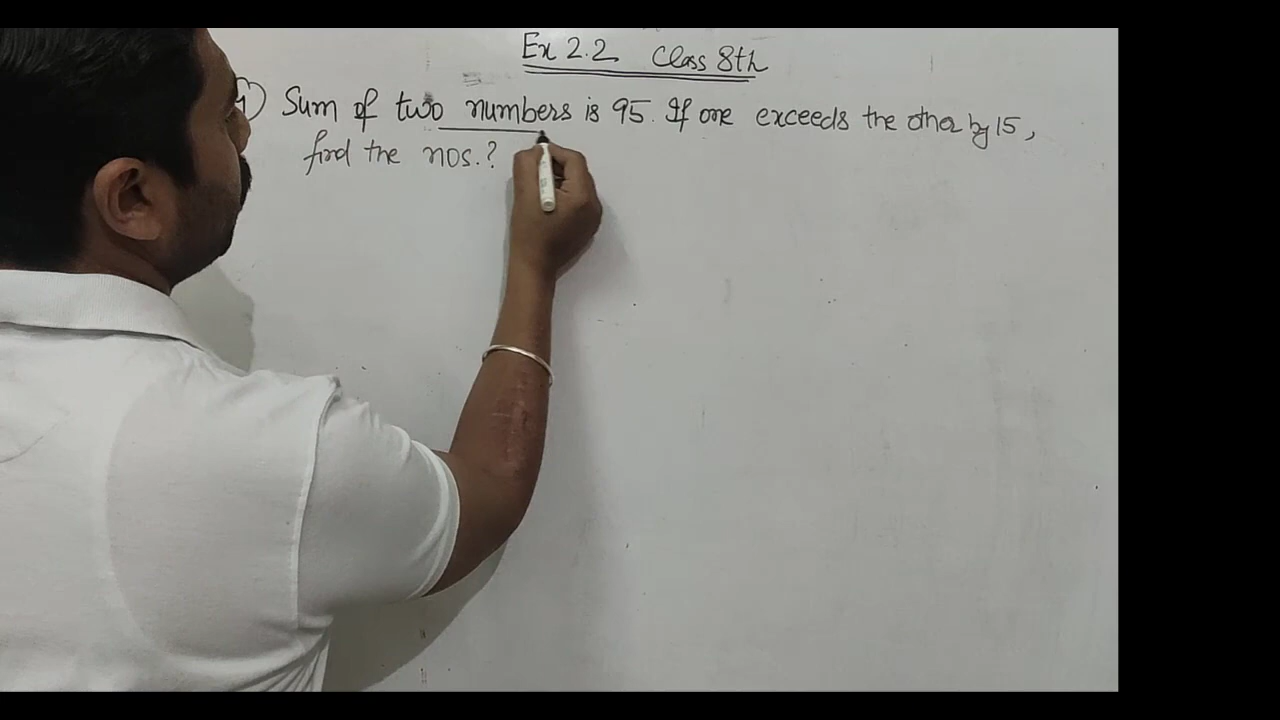 Ex 2.2 Class 8th
Sum of two numbers is 95. If one exceeds the other by 15,
find the nos.?